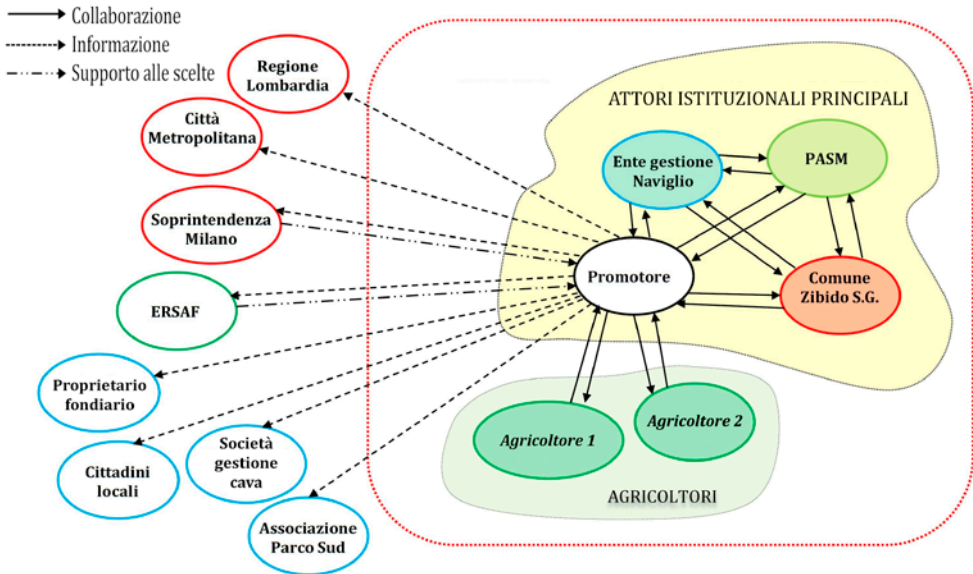 Collaborazione
Informazione
Supporto alle scelte
Regione
Lombardia
Città
Metropolitana
Soprintendenza
Milano
ERSAF
Proprietario
fondiario
Cittadini
locali
Società
gestione
cava
Associazione
Parco Sud
ATTORI ISTITUZIONALI PRINCIPALI
Ente gestione
Naviglio
PASM
Promotore
Comune
Zibido S.G.
Agricoltore 1
Agricoltore 2
AGRICOLTORI